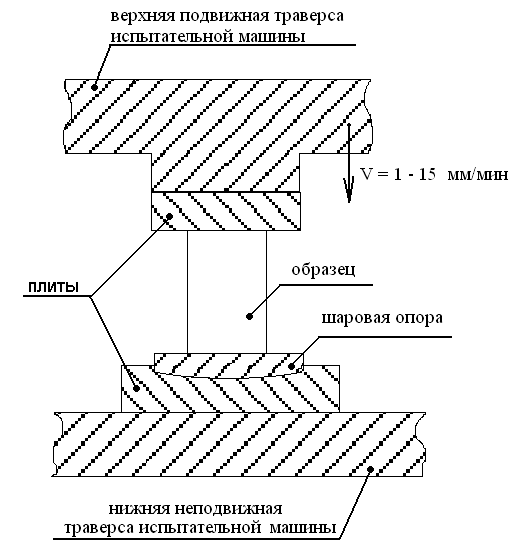 верхняя подвижная траверса
испытательной машины
V = 1 - 15 мм/мин
образец
плиты
шаровая опора
нижняя неподвижная
траверса испытательной машины